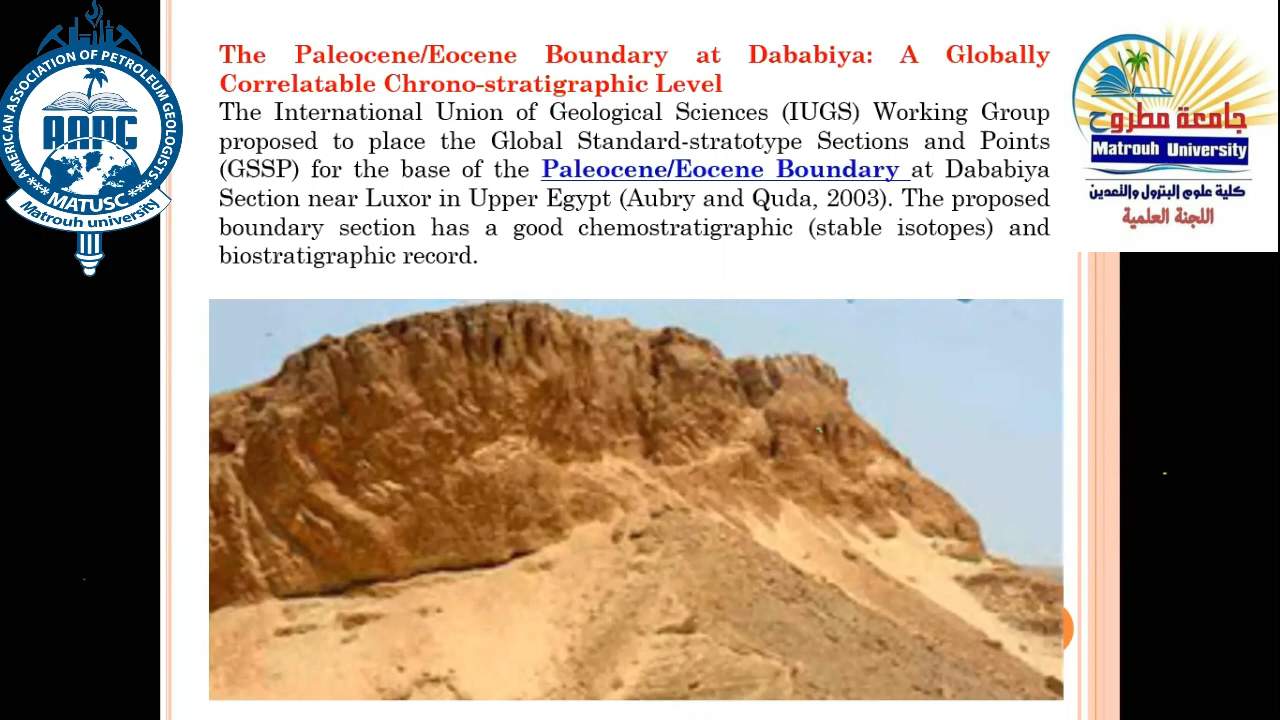 The Paleocene/Eocene Boundary at Dababiya: A Globally
Correlatable Chrono-stratigraphic Level
The International Union of Geological Sciences (IUGS) Working Group
proposed to place the Global Standard-stratotype Sections and Points
(GSSP) for the base of the Paleocene/Eocene Boundary at Dababiya
Section near Luxor in Upper Egypt (Aubry and Quda, 2003). The proposed
boundary section has a good chemostratigraphic (stable isotopes) and
biostratigraphic record.
AMERICAN ASSOCIATION OF PETROLEUM GEOLOGISTS
AAPG
***MATUSC***
Matrouh university
جامعة مطروح
Matrouh University
كلية علوم البترول والتعدين
اللجنة العلمية